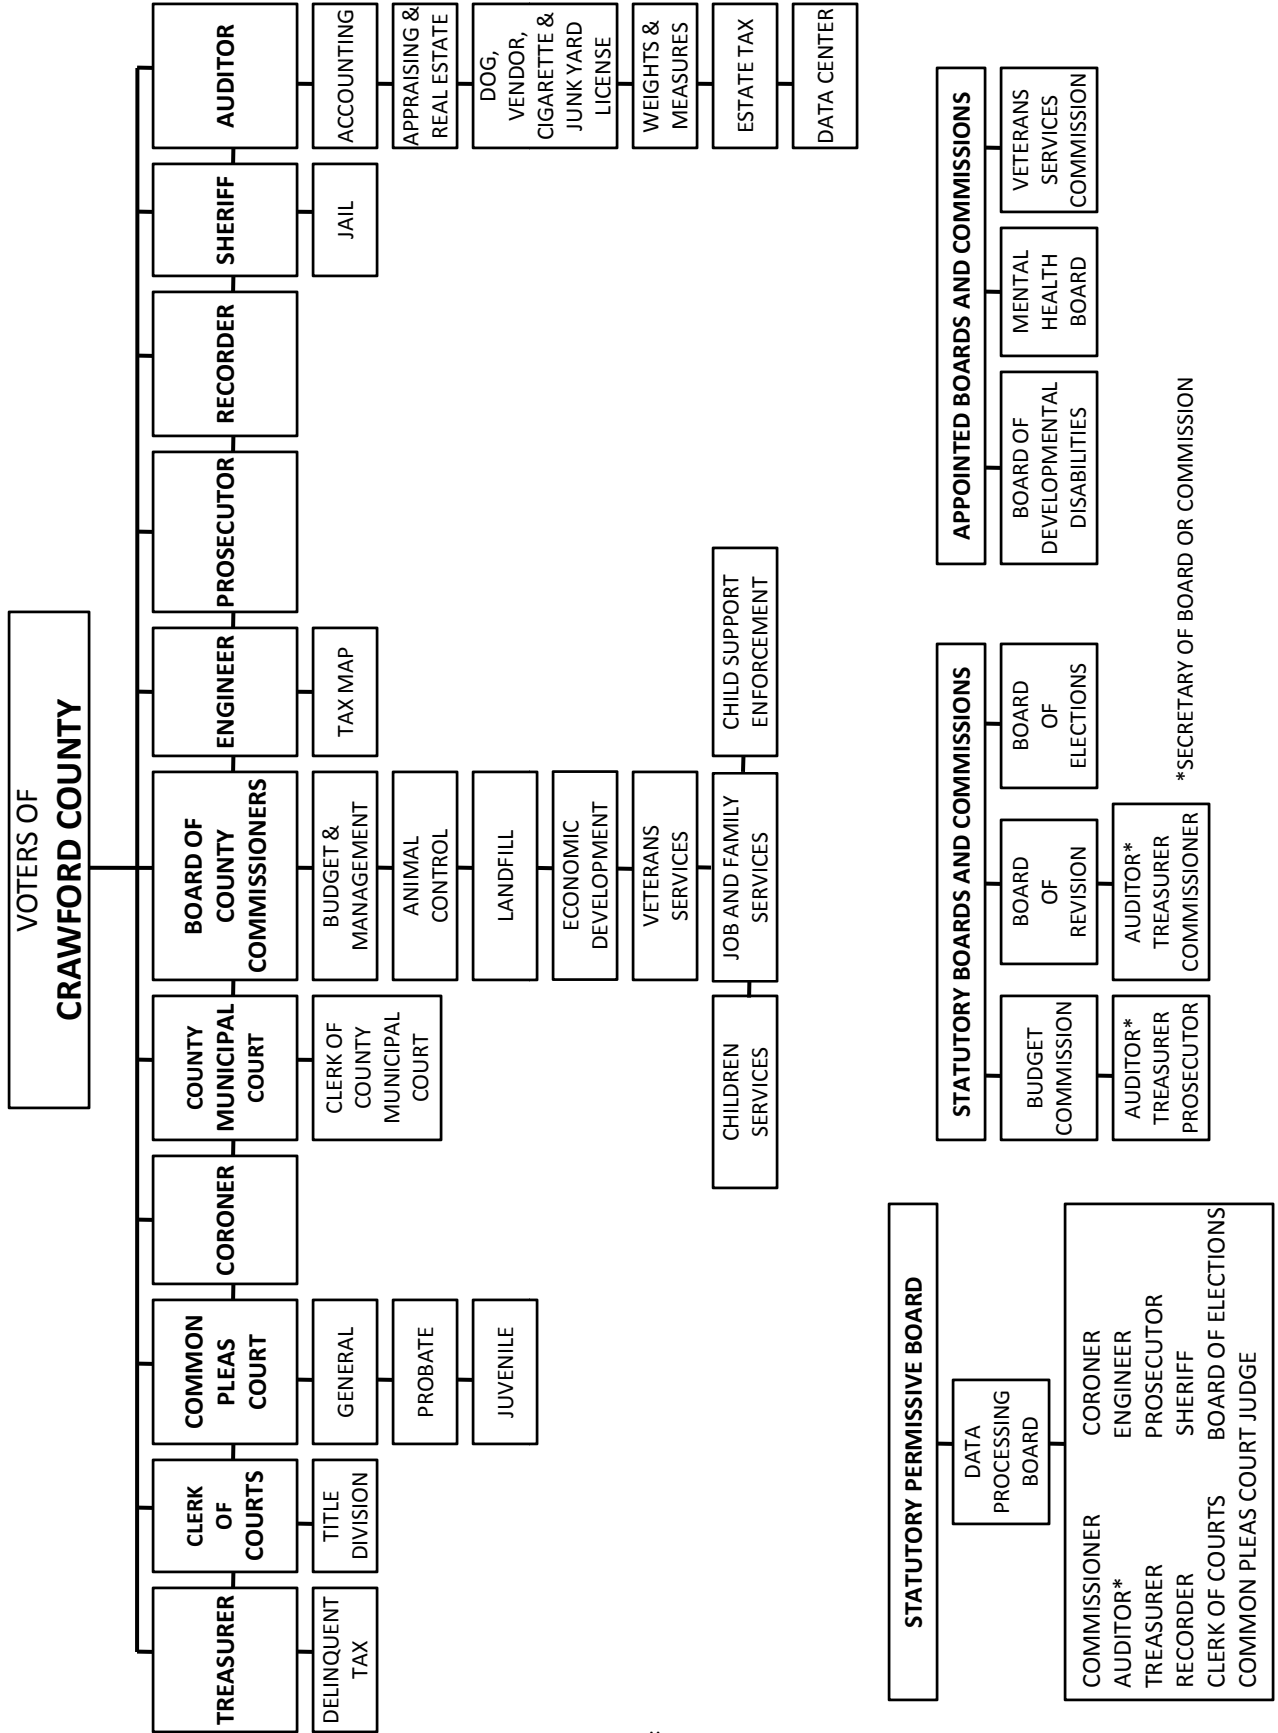 VOTERS OF
CRAWFORD COUNTY
TREASURER
CLERK
OF
COURTS
COMMON
PLEAS
COURT
CORONER
COUNTY
MUNICIPAL
COURT
BOARD OF
COUNTY
COMMISSIONERS
ENGINEER
PROSECUTOR
RECORDER
SHERIFF
AUDITOR
DELINQUENT
TAX
TITLE
DIVISION
GENERAL
PROBATE
JUVENILE
CLERK OF
COUNTY
MUNICIPAL
COURT
BUDGET &
MANAGEMENT
ANIMAL
CONTROL
LANDFILL
ECONOMIC
DEVELOPMENT
VETERANS
SERVICES
CHILDREN
SERVICES
JOB AND FAMILY
SERVICES
CHILD SUPPORT
ENFORCEMENT
TAX MAP
JAIL
ACCOUNTING
APPRAISING &
REAL ESTATE
DOG,
VENDOR,
CIGARETTE &
JUNK YARD
LICENSE
WEIGHTS &
MEASURES
ESTATE TAX
DATA CENTER
STATUTORY PERMISSIVE BOARD
DATA
PROCESSING
BOARD
COMMISSIONER CORONER
AUDITOR* ENGINEER
TREASURER PROSECUTOR
RECORDER SHERIFF
CLERK OF COURTS BOARD OF ELECTIONS
COMMON PLEAS COURT JUDGE
STATUTORY BOARDS AND COMMISSIONS
BUDGET
COMMISSION
AUDITOR*
TREASURER
PROSECUTOR
BOARD
OF
REVISION
AUDITOR*
TREASURER
COMMISSIONER
BOARD
OF
ELECTIONS
APPOINTED BOARDS AND COMMISSIONS
BOARD OF
DEVELOPMENTAL
DISABILITIES
MENTAL
HEALTH
BOARD
VETERANS
SERVICES
COMMISSION
*SECRETARY OF BOARD OR COMMISSION